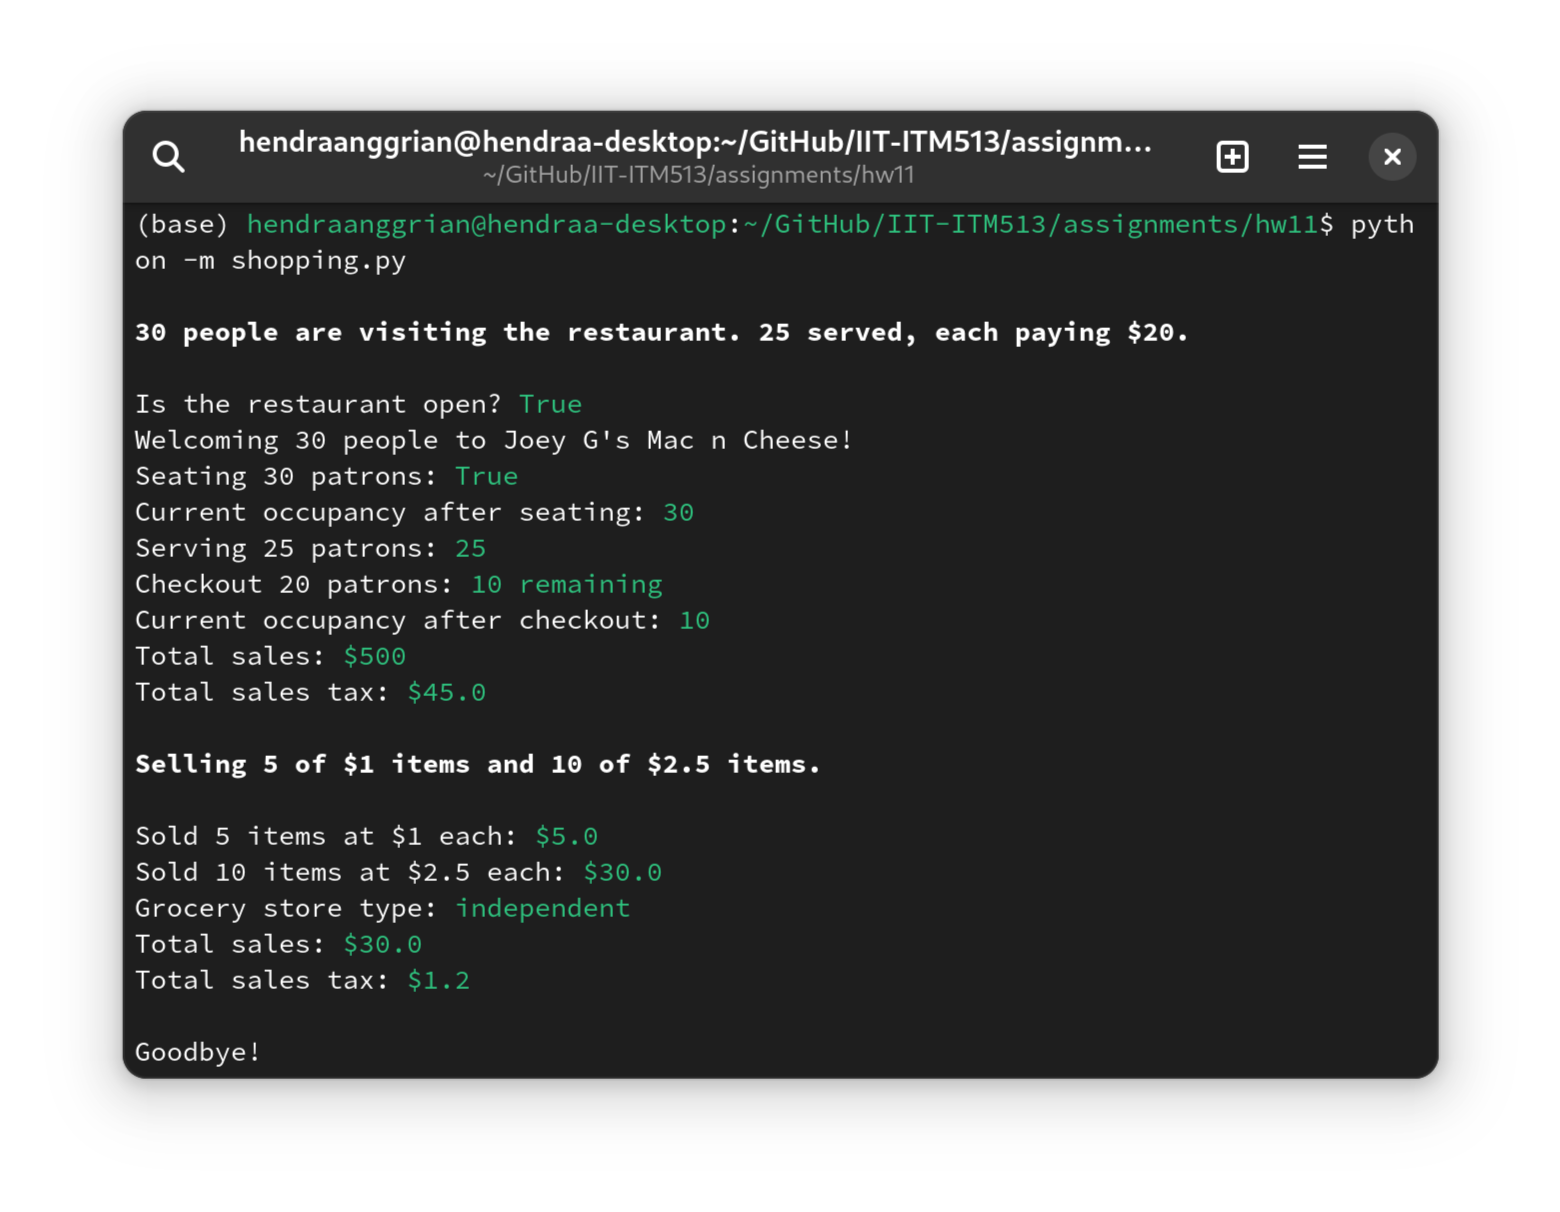 hendraanggrian@hendraa-desktop:~/GitHub/IIT-ITM513/assignm...
~/GitHub/IIT-ITM513/assignments/hw11
(base) hendraanggrian@hendraa-desktop:~/GitHub/IIT-ITM513/assignments/hw11$ pyth
on -m shopping.py
30 people are visiting the restaurant. 25 served, each paying $20.
Is the restaurant open? True
Welcoming 30 people to Joey G's Mac n Cheese!
Seating 30 patrons: True
Current occupancy after seating: 30
Serving 25 patrons: 25
Checkout 20 patrons: 10 remaining
Current occupancy after checkout: 10
Total sales: $500
Total sales tax: $45.0
Selling 5 of $1 items and 10 of $2.5 items.
Sold 5 items at $1 each: $5.0
Sold 10 items at $2.5 each: $30.0
Grocery store type: independent
Total sales: $30.0
Total sales tax: $1.2
Goodbye!